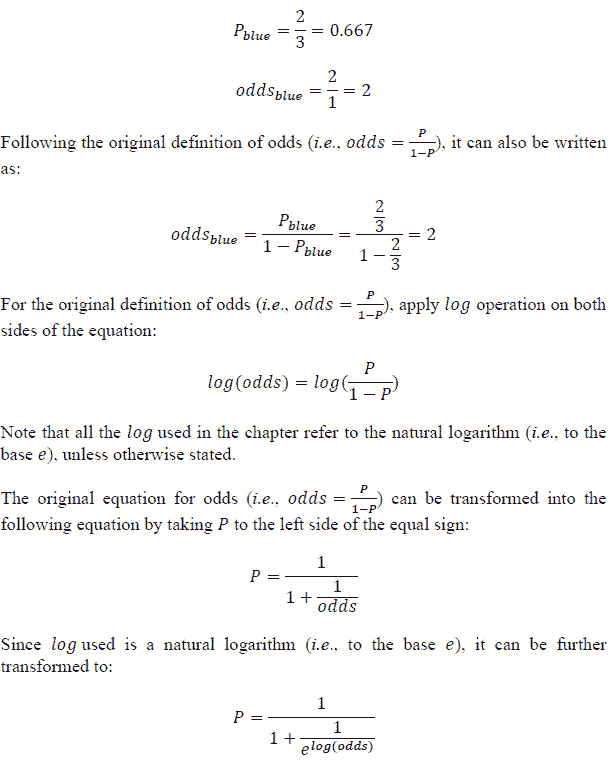 P_blue = 2/3 = 0.667
odds_blue = 2/1 = 2
Following the original definition of odds (i.e., odds = P/(1−P)), it can also be written
as:
odds_blue = P_blue/(1 − P_blue) = (2/3)/(1 − 2/3) = 2
For the original definition of odds (i.e., odds = P/(1−P)), apply log operation on both
sides of the equation:
log(odds) = log(P/(1 − P))
Note that all the log used in the chapter refer to the natural logarithm (i.e., to the
base e), unless otherwise stated.
The original equation for odds (i.e., odds = P/(1−P)) can be transformed into the
following equation by taking P to the left side of the equal sign:
P = 1/(1 + 1/odds)
Since log used is a natural logarithm (i.e., to the base e), it can be further
transformed to:
P = 1/(1 + 1/e^log(odds))